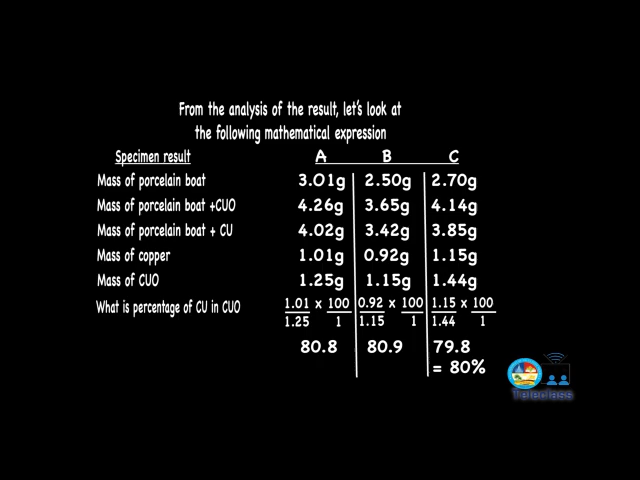 From the analysis of the result, let's look at
the following mathematical expression
Specimen result A B C
Mass of porcelain boat 3.01g 2.50g 2.70g
Mass of porcelain boat +CUO 4.26g 3.65g 4.14g
Mass of porcelain boat + CU 4.02g 3.42g 3.85g
Mass of copper 1.01g 0.92g 1.15g
Mass of CUO 1.25g 1.15g 1.44g
What is percentage of CU in CUO 1.01 x 100 0.92 x 100 1.15 x 100
1.25 1 1.15 1 1.44 1
80.8 80.9 79.8
= 80%
Teleclass